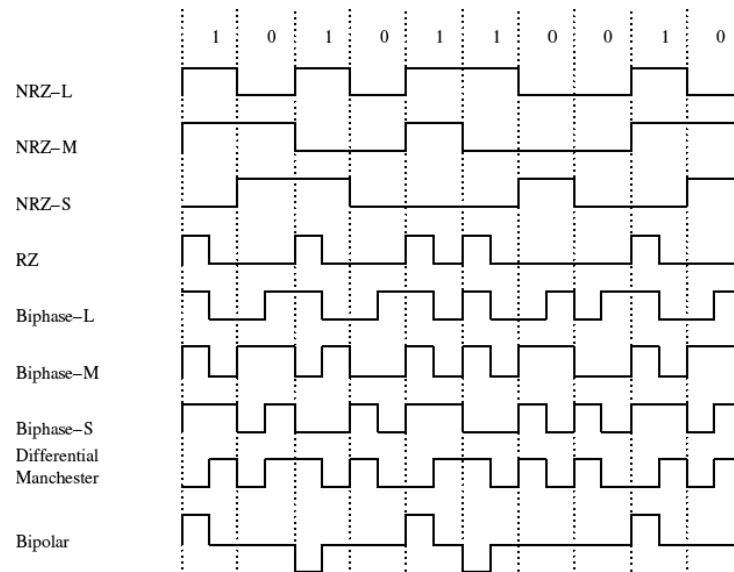 1 0 1 0 1 1 0 0 1 0
NRZ–L
NRZ–M
NRZ–S
RZ
Biphase–L
Biphase–M
Biphase–S
Differential
Manchester
Bipolar